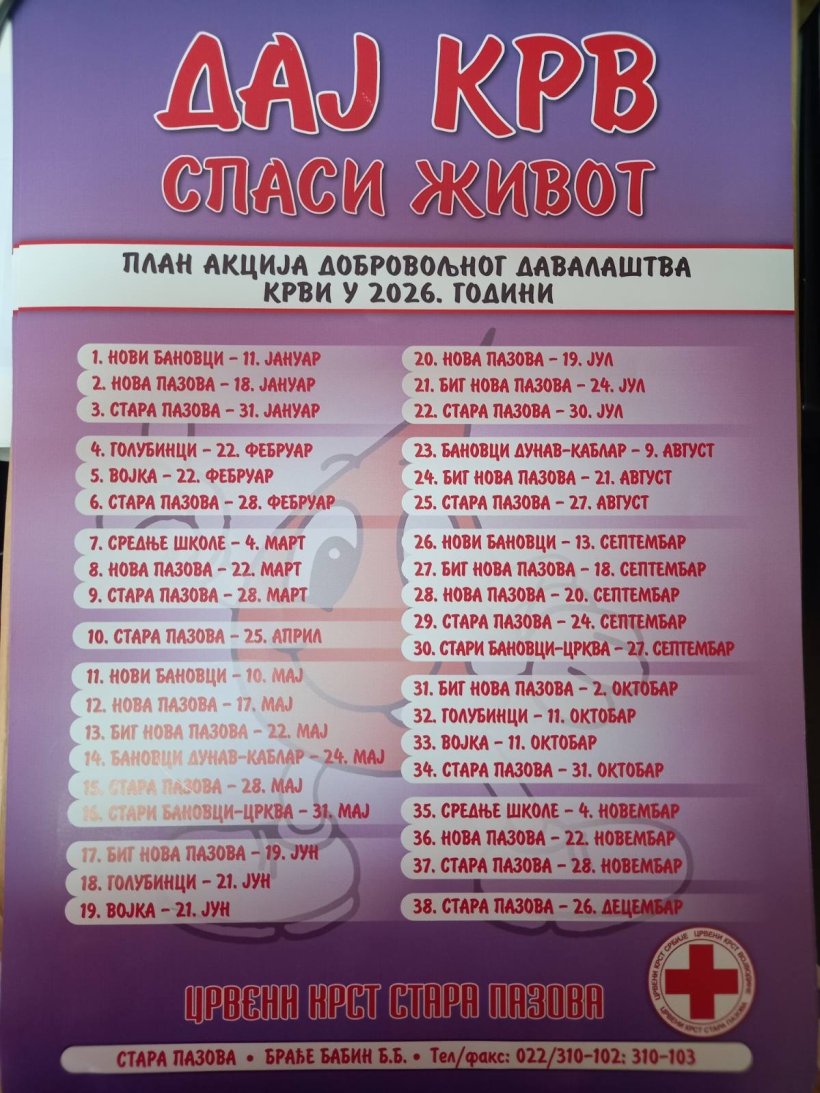 ДАЈ КРВ
СПАСИ ЖИВОТ
ПЛАН АКЦИЈА ДОБРОВОЉНОГ ДАВАЛАШТВА
КРВИ У 2026. ГОДИНИ
1. НОВИ БАНОВЦИ – 11. ЈАНУАР
2. НОВА ПАЗОВА – 18. ЈАНУАР
3. СТАРА ПАЗОВА – 31. ЈАНУАР
4. ГОЛУБИНЦИ – 22. ФЕБРУАР
5. ВОЈКА – 22. ФЕБРУАР
6. СТАРА ПАЗОВА – 28. ФЕБРУАР
7. СРЕДЊЕ ШКОЛЕ – 4. МАРТ
8. НОВА ПАЗОВА – 22. МАРТ
9. СТАРА ПАЗОВА – 28. МАРТ
10. СТАРА ПАЗОВА – 25. АПРИЛ
11. НОВИ БАНОВЦИ – 10. МАЈ
12. НОВА ПАЗОВА – 17. МАЈ
13. БИГ НОВА ПАЗОВА – 22. МАЈ
14. БАНОВЦИ ДУНАВ-КАБЛАР – 24. МАЈ
15. СТАРА ПАЗОВА – 28. МАЈ
16. СТАРИ БАНОВЦИ-ЦРКВА – 31. МАЈ
17. БИГ НОВА ПАЗОВА – 19. ЈУН
18. ГОЛУБИНЦИ – 21. ЈУН
19. ВОЈКА – 21. ЈУН
20. НОВА ПАЗОВА – 19. ЈУЛ
21. БИГ НОВА ПАЗОВА – 24. ЈУЛ
22. СТАРА ПАЗОВА – 30. ЈУЛ
23. БАНОВЦИ ДУНАВ-КАБЛАР – 9. АВГУСТ
24. БИГ НОВА ПАЗОВА – 21. АВГУСТ
25. СТАРА ПАЗОВА – 27. АВГУСТ
26. НОВИ БАНОВЦИ – 13. СЕПТЕМБАР
27. БИГ НОВА ПАЗОВА – 18. СЕПТЕМБАР
28. НОВА ПАЗОВА – 20. СЕПТЕМБАР
29. СТАРА ПАЗОВА – 24. СЕПТЕМБАР
30. СТАРИ БАНОВЦИ-ЦРКВА – 27. СЕПТЕМБАР
31. БИГ НОВА ПАЗОВА – 2. ОКТОБАР
32. ГОЛУБИНЦИ – 11. ОКТОБАР
33. ВОЈКА – 11. ОКТОБАР
34. СТАРА ПАЗОВА – 31. ОКТОБАР
35. СРЕДЊЕ ШКОЛЕ – 4. НОВЕМБАР
36. НОВА ПАЗОВА – 22. НОВЕМБАР
37. СТАРА ПАЗОВА – 28. НОВЕМБАР
38. СТАРА ПАЗОВА – 26. ДЕЦЕМБАР
ЦРВЕНИ КРСТ СТАРА ПАЗОВА
ЦРВЕНИ КРСТ СРБИЈЕ ЦРВЕНИ КРСТ ВОЈВОДИНЕ
ЦРВЕНИ КРСТ СТАРА ПАЗОВА
СТАРА ПАЗОВА • БРАЋЕ БАБИН Б.Б. • Тел/факс: 022/310-102; 310-103